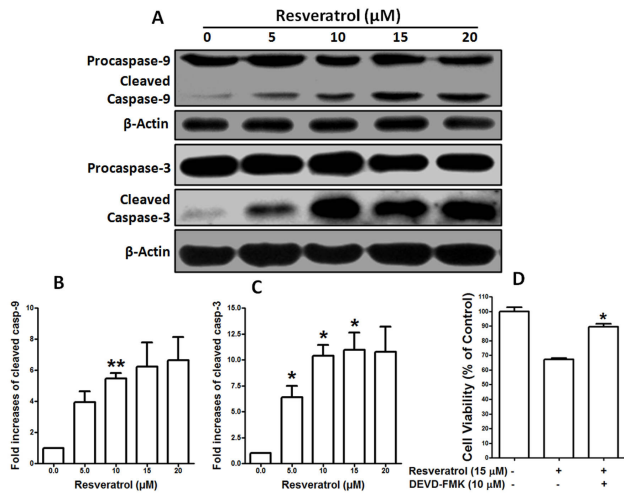 A
Resveratrol (µM)
0 5 10 15 20
Procaspase-9
Cleaved
Caspase-9
β-Actin
Procaspase-3
Cleaved
Caspase-3
β-Actin
B
Fold increases of cleaved casp-9
10
8
6
4
2
0
**
0.0 5.0 10 15 20
Resveratrol (µM)
C
Fold increases of cleaved casp-3
15.0
12.5
10.0
7.5
5.0
2.5
0.0
* * *
0.0 5.0 10 15 20
Resveratrol (µM)
D
Cell Viability (% of Control)
110
100
90
80
70
60
50
40
30
20
10
0
*
Resveratrol (15 µM) - + +
DEVD-FMK (10 µM) - - +